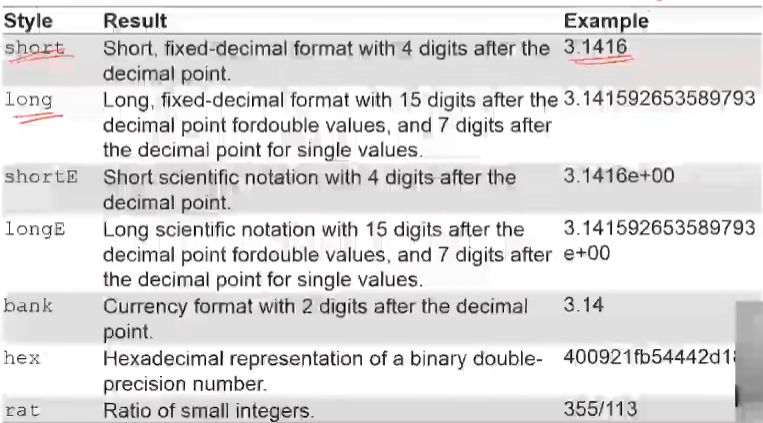 Style Result Example
short Short, fixed-decimal format with 4 digits after the 3.1416
decimal point.
long Long, fixed-decimal format with 15 digits after the 3.141592653589793
decimal point fordouble values, and 7 digits after
the decimal point for single values.
shortE Short scientific notation with 4 digits after the 3.1416e+00
decimal point.
longE Long scientific notation with 15 digits after the 3.141592653589793
decimal point fordouble values, and 7 digits after e+00
the decimal point for single values.
bank Currency format with 2 digits after the decimal 3.14
point.
hex Hexadecimal representation of a binary double- 400921fb54442d1
precision number.
rat Ratio of small integers. 355/113